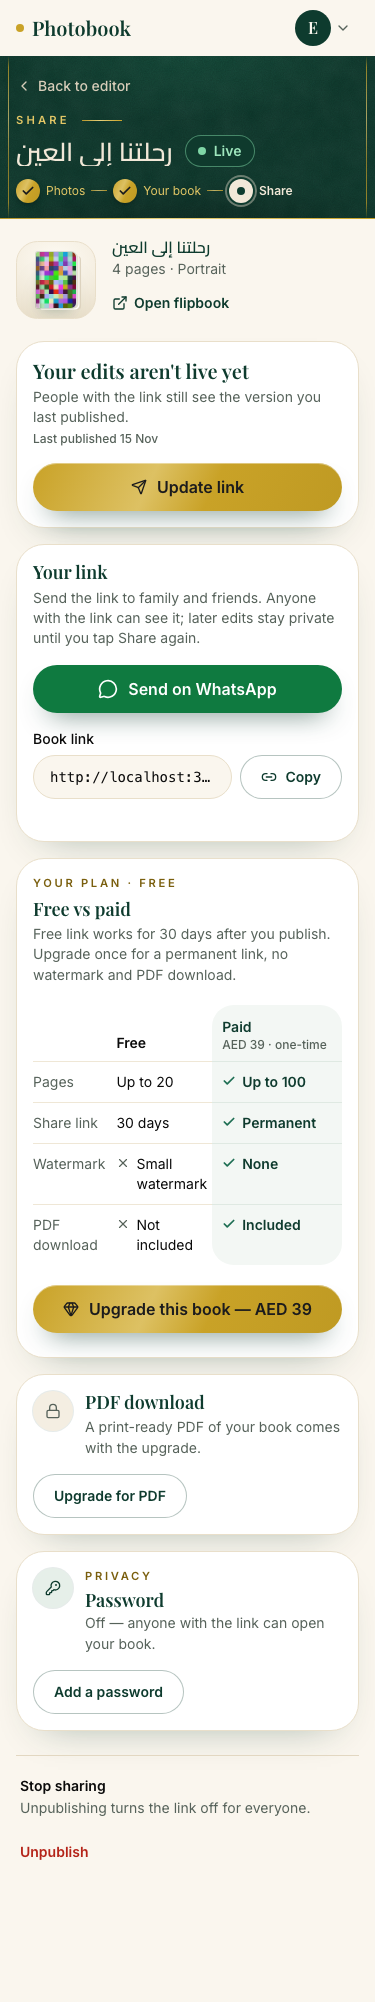 Photobook
E
Back to editor
SHARE
رحلتنا إلى العين
Live
Photos
Your book
Share
رحلتنا إلى العين
4 pages · Portrait
Open flipbook
Your edits aren't live yet
People with the link still see the version you
last published.
Last published 15 Nov
Update link
Your link
Send the link to family and friends. Anyone
with the link can see it; later edits stay private
until you tap Share again.
Send on WhatsApp
Book link
http://localhost:3…
Copy
YOUR PLAN · FREE
Free vs paid
Free link works for 30 days after you publish.
Upgrade once for a permanent link, no
watermark and PDF download.
Paid
Free
AED 39 · one-time
Pages
Up to 20
Up to 100
Share link
30 days
Permanent
Watermark
Small
watermark
None
PDF
download
Not
included
Included
Upgrade this book — AED 39
PDF download
A print-ready PDF of your book comes
with the upgrade.
Upgrade for PDF
PRIVACY
Password
Off — anyone with the link can open
your book.
Add a password
Stop sharing
Unpublishing turns the link off for everyone.
Unpublish